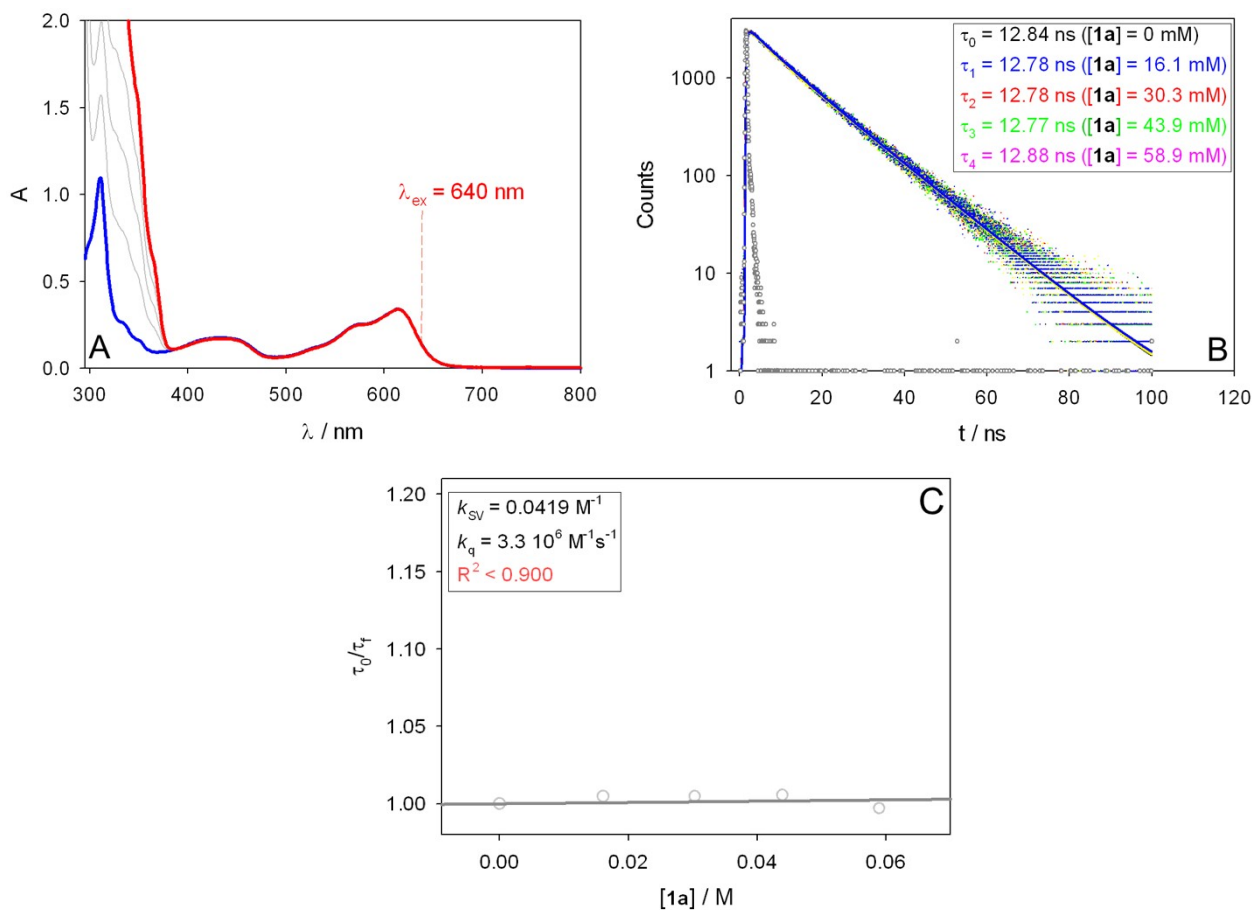 2.0
1.5
1.0
0.5
0.0
A
A
λex = 640 nm
300 400 500 600 700 800
λ / nm
1000
100
10
1
Counts
τ0 = 12.84 ns ([1a] = 0 mM)
τ1 = 12.78 ns ([1a] = 16.1 mM)
τ2 = 12.78 ns ([1a] = 30.3 mM)
τ3 = 12.77 ns ([1a] = 43.9 mM)
τ4 = 12.88 ns ([1a] = 58.9 mM)
B
0 20 40 60 80 100 120
t / ns
1.20
1.15
1.10
1.05
1.00
τ0/τf
kSV = 0.0419 M-1
kq = 3.3 10^6 M-1s-1
R2 < 0.900
C
0.00 0.02 0.04 0.06
[1a] / M